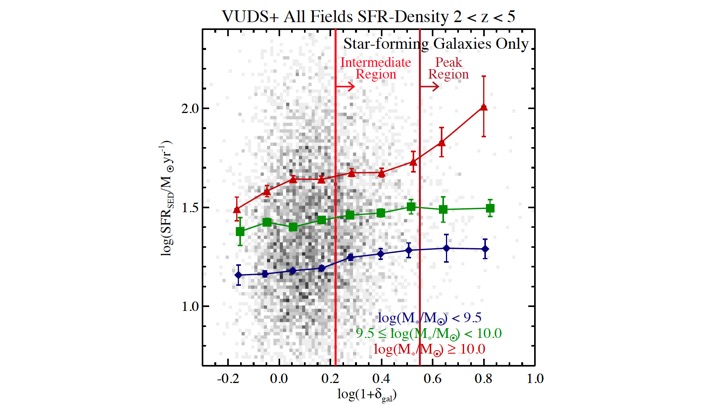 VUDS+ All Fields SFR-Density 2 < z < 5
Star-forming Galaxies Only
Intermediate
Region
Peak
Region
log(SFR_SED/M_⊙yr⁻¹)
2.0
1.5
1.0
log(M_*/M_⊙) < 9.5
9.5 ≤ log(M_*/M_⊙) < 10.0
log(M_*/M_⊙) ≥ 10.0
-0.2 0.0 0.2 0.4 0.6 0.8 1.0
log(1+δ_gal)